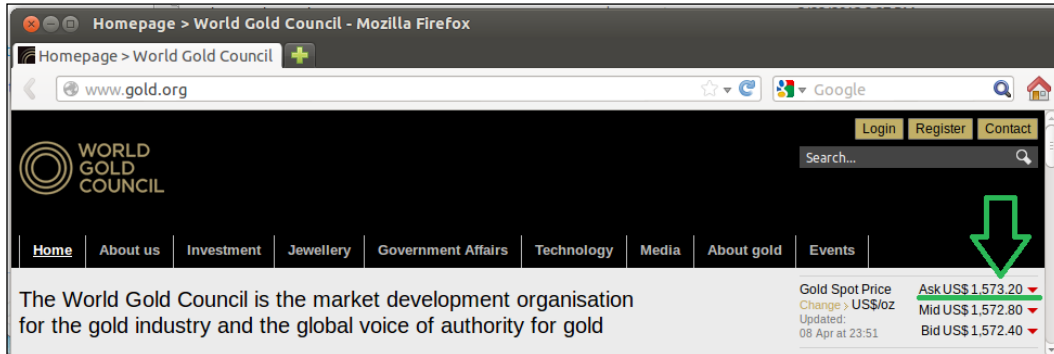 Homepage > World Gold Council - Mozilla Firefox
Homepage > World Gold Council
www.gold.org
Google
Login Register Contact
WORLD
GOLD
COUNCIL
Search...
Home About us Investment Jewellery Government Affairs Technology Media About gold Events
The World Gold Council is the market development organisation
for the gold industry and the global voice of authority for gold
Gold Spot Price Ask US$ 1,573.20
Change > US$/oz Mid US$ 1,572.80
Updated:
08 Apr at 23:51 Bid US$ 1,572.40